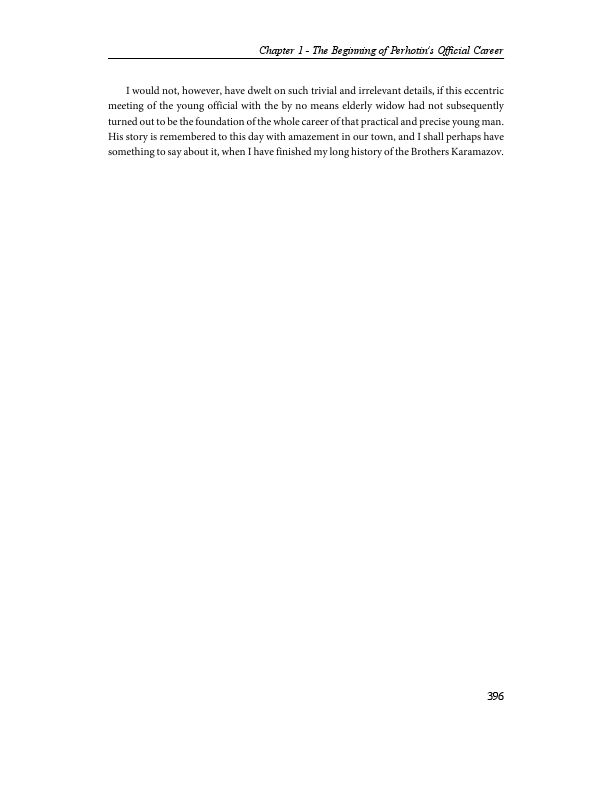 Chapter 1 - The Beginning of Perhotin's Official Career
I would not, however, have dwelt on such trivial and irrelevant details, if this eccentric
meeting of the young official with the by no means elderly widow had not subsequently
turned out to be the foundation of the whole career of that practical and precise young man.
His story is remembered to this day with amazement in our town, and I shall perhaps have
something to say about it, when I have finished my long history of the Brothers Karamazov.
396